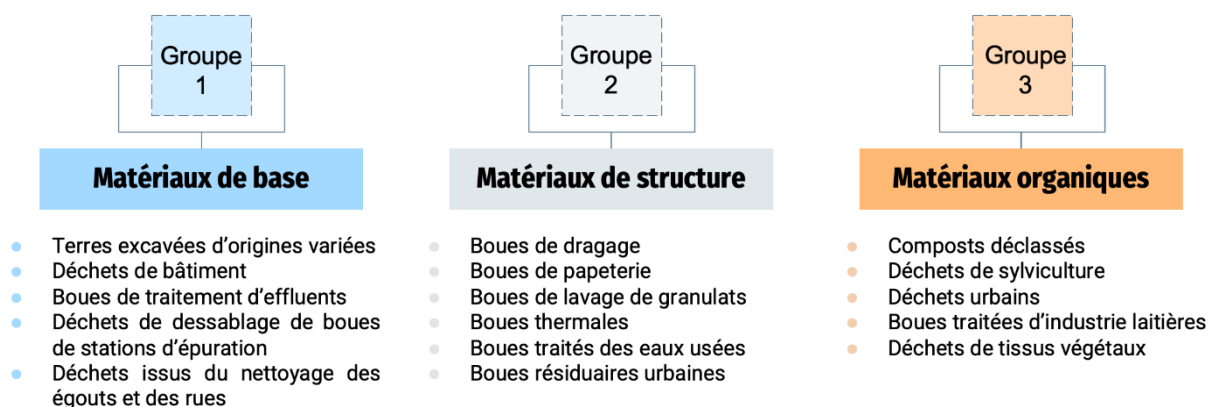 Groupe
1
Matériaux de base
Terres excavées d'origines variées
Déchets de bâtiment
Boues de traitement d'effluents
Déchets de dessablage de boues
de stations d'épuration
Déchets issus du nettoyage des
égouts et des rues
Groupe
2
Matériaux de structure
Boues de dragage
Boues de papeterie
Boues de lavage de granulats
Boues thermales
Boues traités des eaux usées
Boues résiduaires urbaines
Groupe
3
Matériaux organiques
Composts déclassés
Déchets de sylviculture
Déchets urbains
Boues traitées d'industrie laitières
Déchets de tissus végétaux